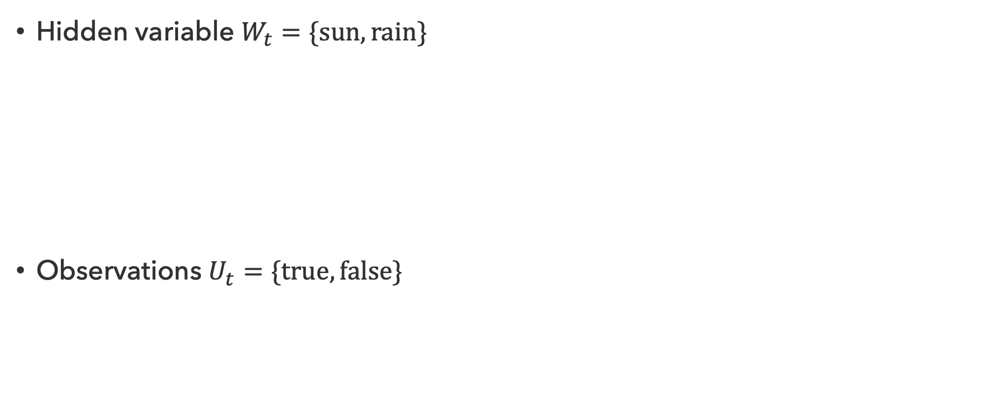 • Hidden variable Wₜ = {sun, rain}
• Observations Uₜ = {true, false}